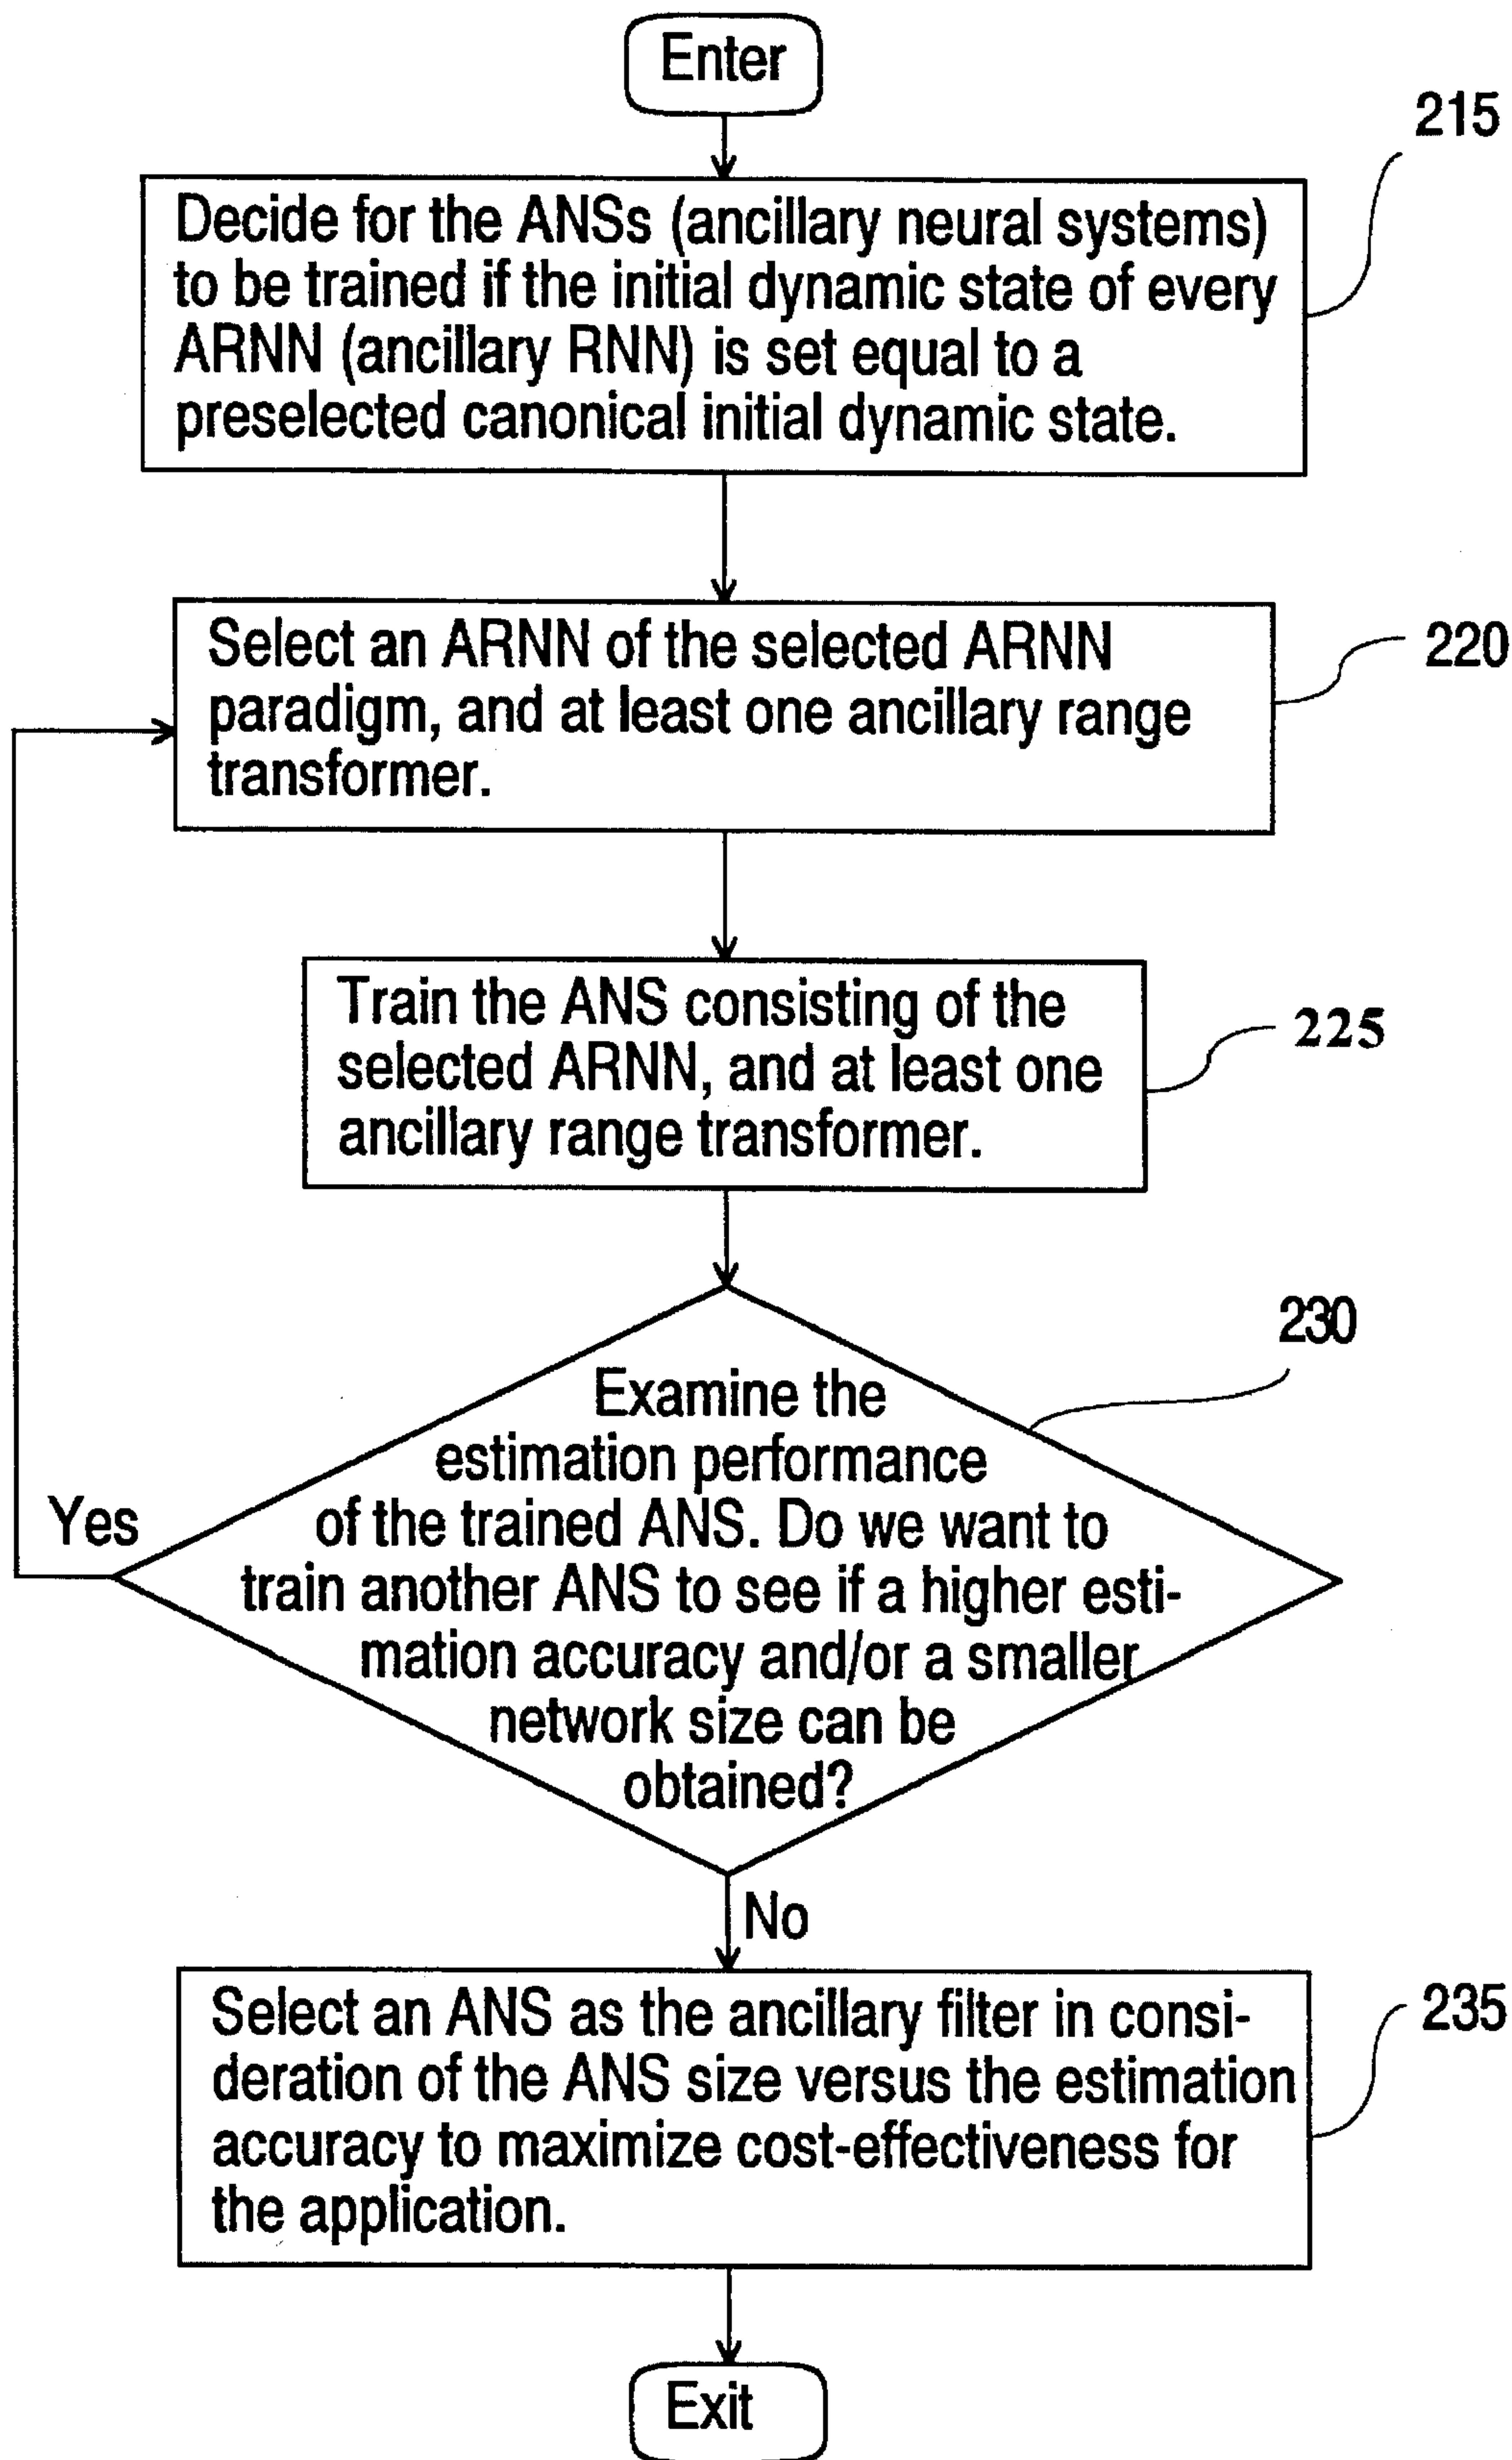 Enter
215
Decide for the ANSs (ancillary neural systems)
to be trained if the initial dynamic state of every
ARNN (ancillary RNN) is set equal to a
preselected canonical initial dynamic state.
220
Select an ARNN of the selected ARNN
paradigm, and at least one ancillary range
transformer.
Train the ANS consisting of the
selected ARNN, and at least one
ancillary range transformer.
225
230
Examine the
estimation performance
of the trained ANS. Do we want to
train another ANS to see if a higher esti-
mation accuracy and/or a smaller
network size can be
obtained?
Yes
No
Select an ANS as the ancillary filter in consi-
deration of the ANS size versus the estimation
accuracy to maximize cost-effectiveness for
the application.
235
Exit